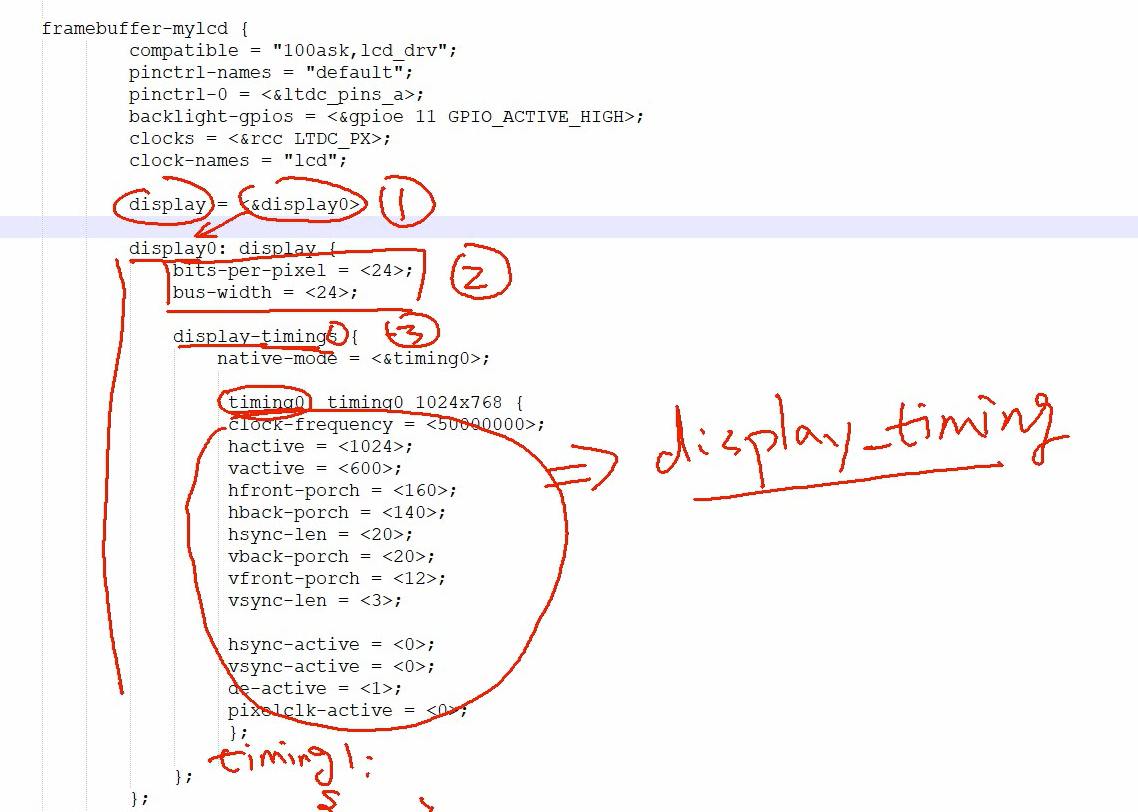 framebuffer-mylcd {
compatible = "100ask,lcd_drv";
pinctrl-names = "default";
pinctrl-0 = <&ltdc_pins_a>;
backlight-gpios = <&gpioe 11 GPIO_ACTIVE_HIGH>;
clocks = <&rcc LTDC_PX>;
clock-names = "lcd";
display = <&display0> 1
display0: display {
bits-per-pixel = <24>; 2
bus-width = <24>;
display-timings { 3
native-mode = <&timing0>;
timing0 timing0_1024x768 {
clock-frequency = <50000000>;
hactive = <1024>; => display_timing
vactive = <600>;
hfront-porch = <160>;
hback-porch = <140>;
hsync-len = <20>;
vback-porch = <20>;
vfront-porch = <12>;
vsync-len = <3>;
hsync-active = <0>;
vsync-active = <0>;
de-active = <1>;
pixelclk-active = <0>;
};
timing1:
};
};